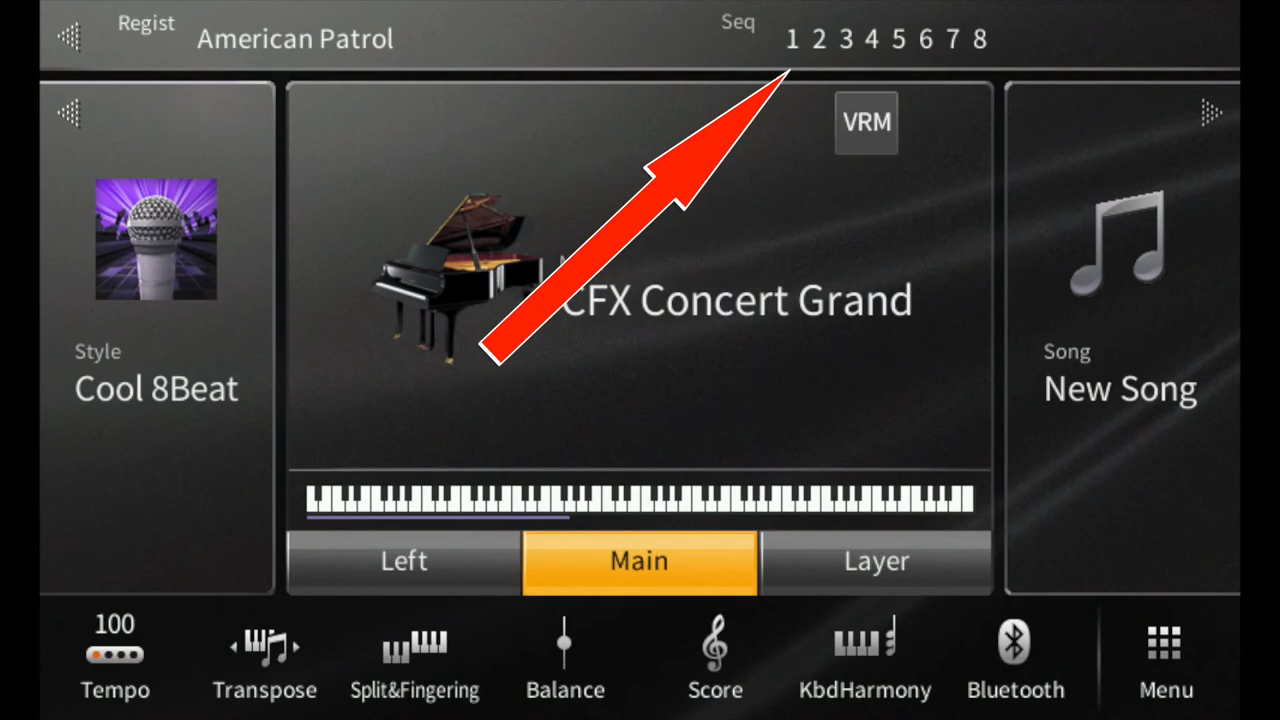 Regist
American Patrol
Seq
1 2 3 4 5 6 7 8
VRM
CFX Concert Grand
Style
Cool 8Beat
Song
New Song
Left
Main
Layer
100
Tempo
Transpose
Split&Fingering
Balance
Score
KbdHarmony
Bluetooth
Menu